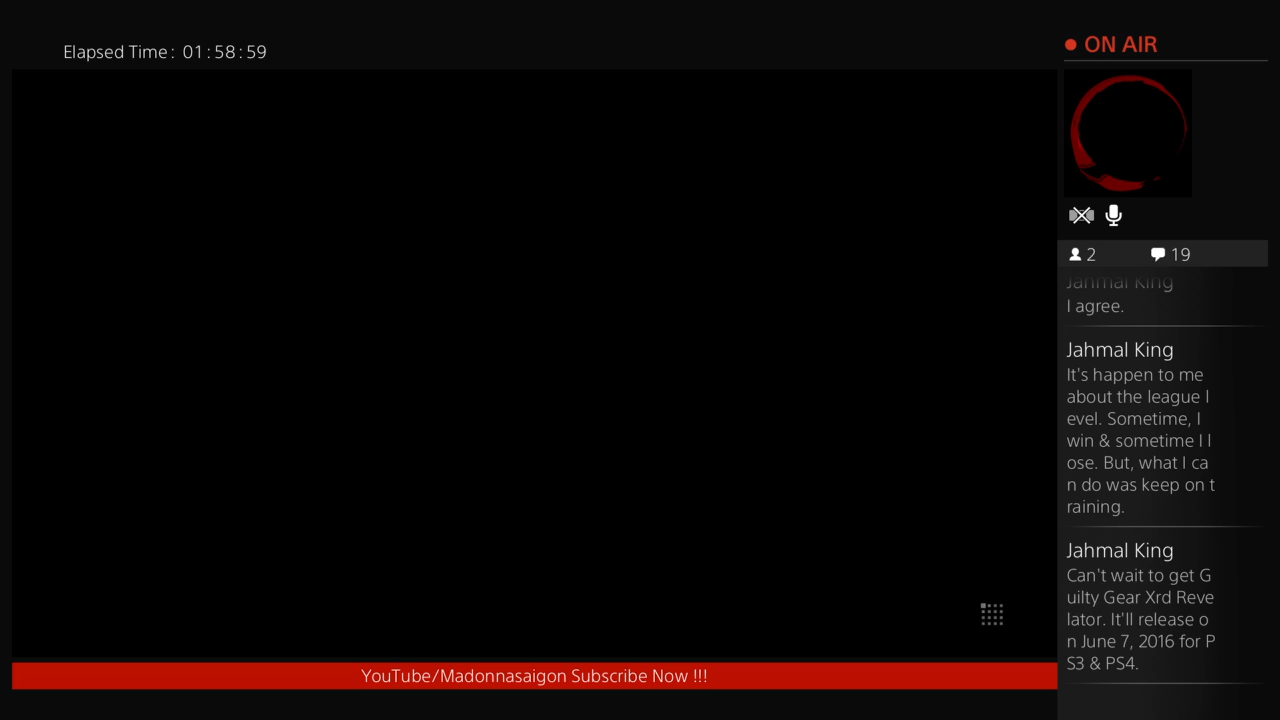 Elapsed Time: 01:58:59
ON AIR
2
19
Jahmal King
I agree.
Jahmal King
It's happen to me
about the league l
evel. Sometime, I
win & sometime I l
ose. But, what I ca
n do was keep on t
raining.
Jahmal King
Can't wait to get G
uilty Gear Xrd Reve
lator. It'll release o
n June 7, 2016 for P
S3 & PS4.
YouTube/Madonnasaigon Subscribe Now !!!